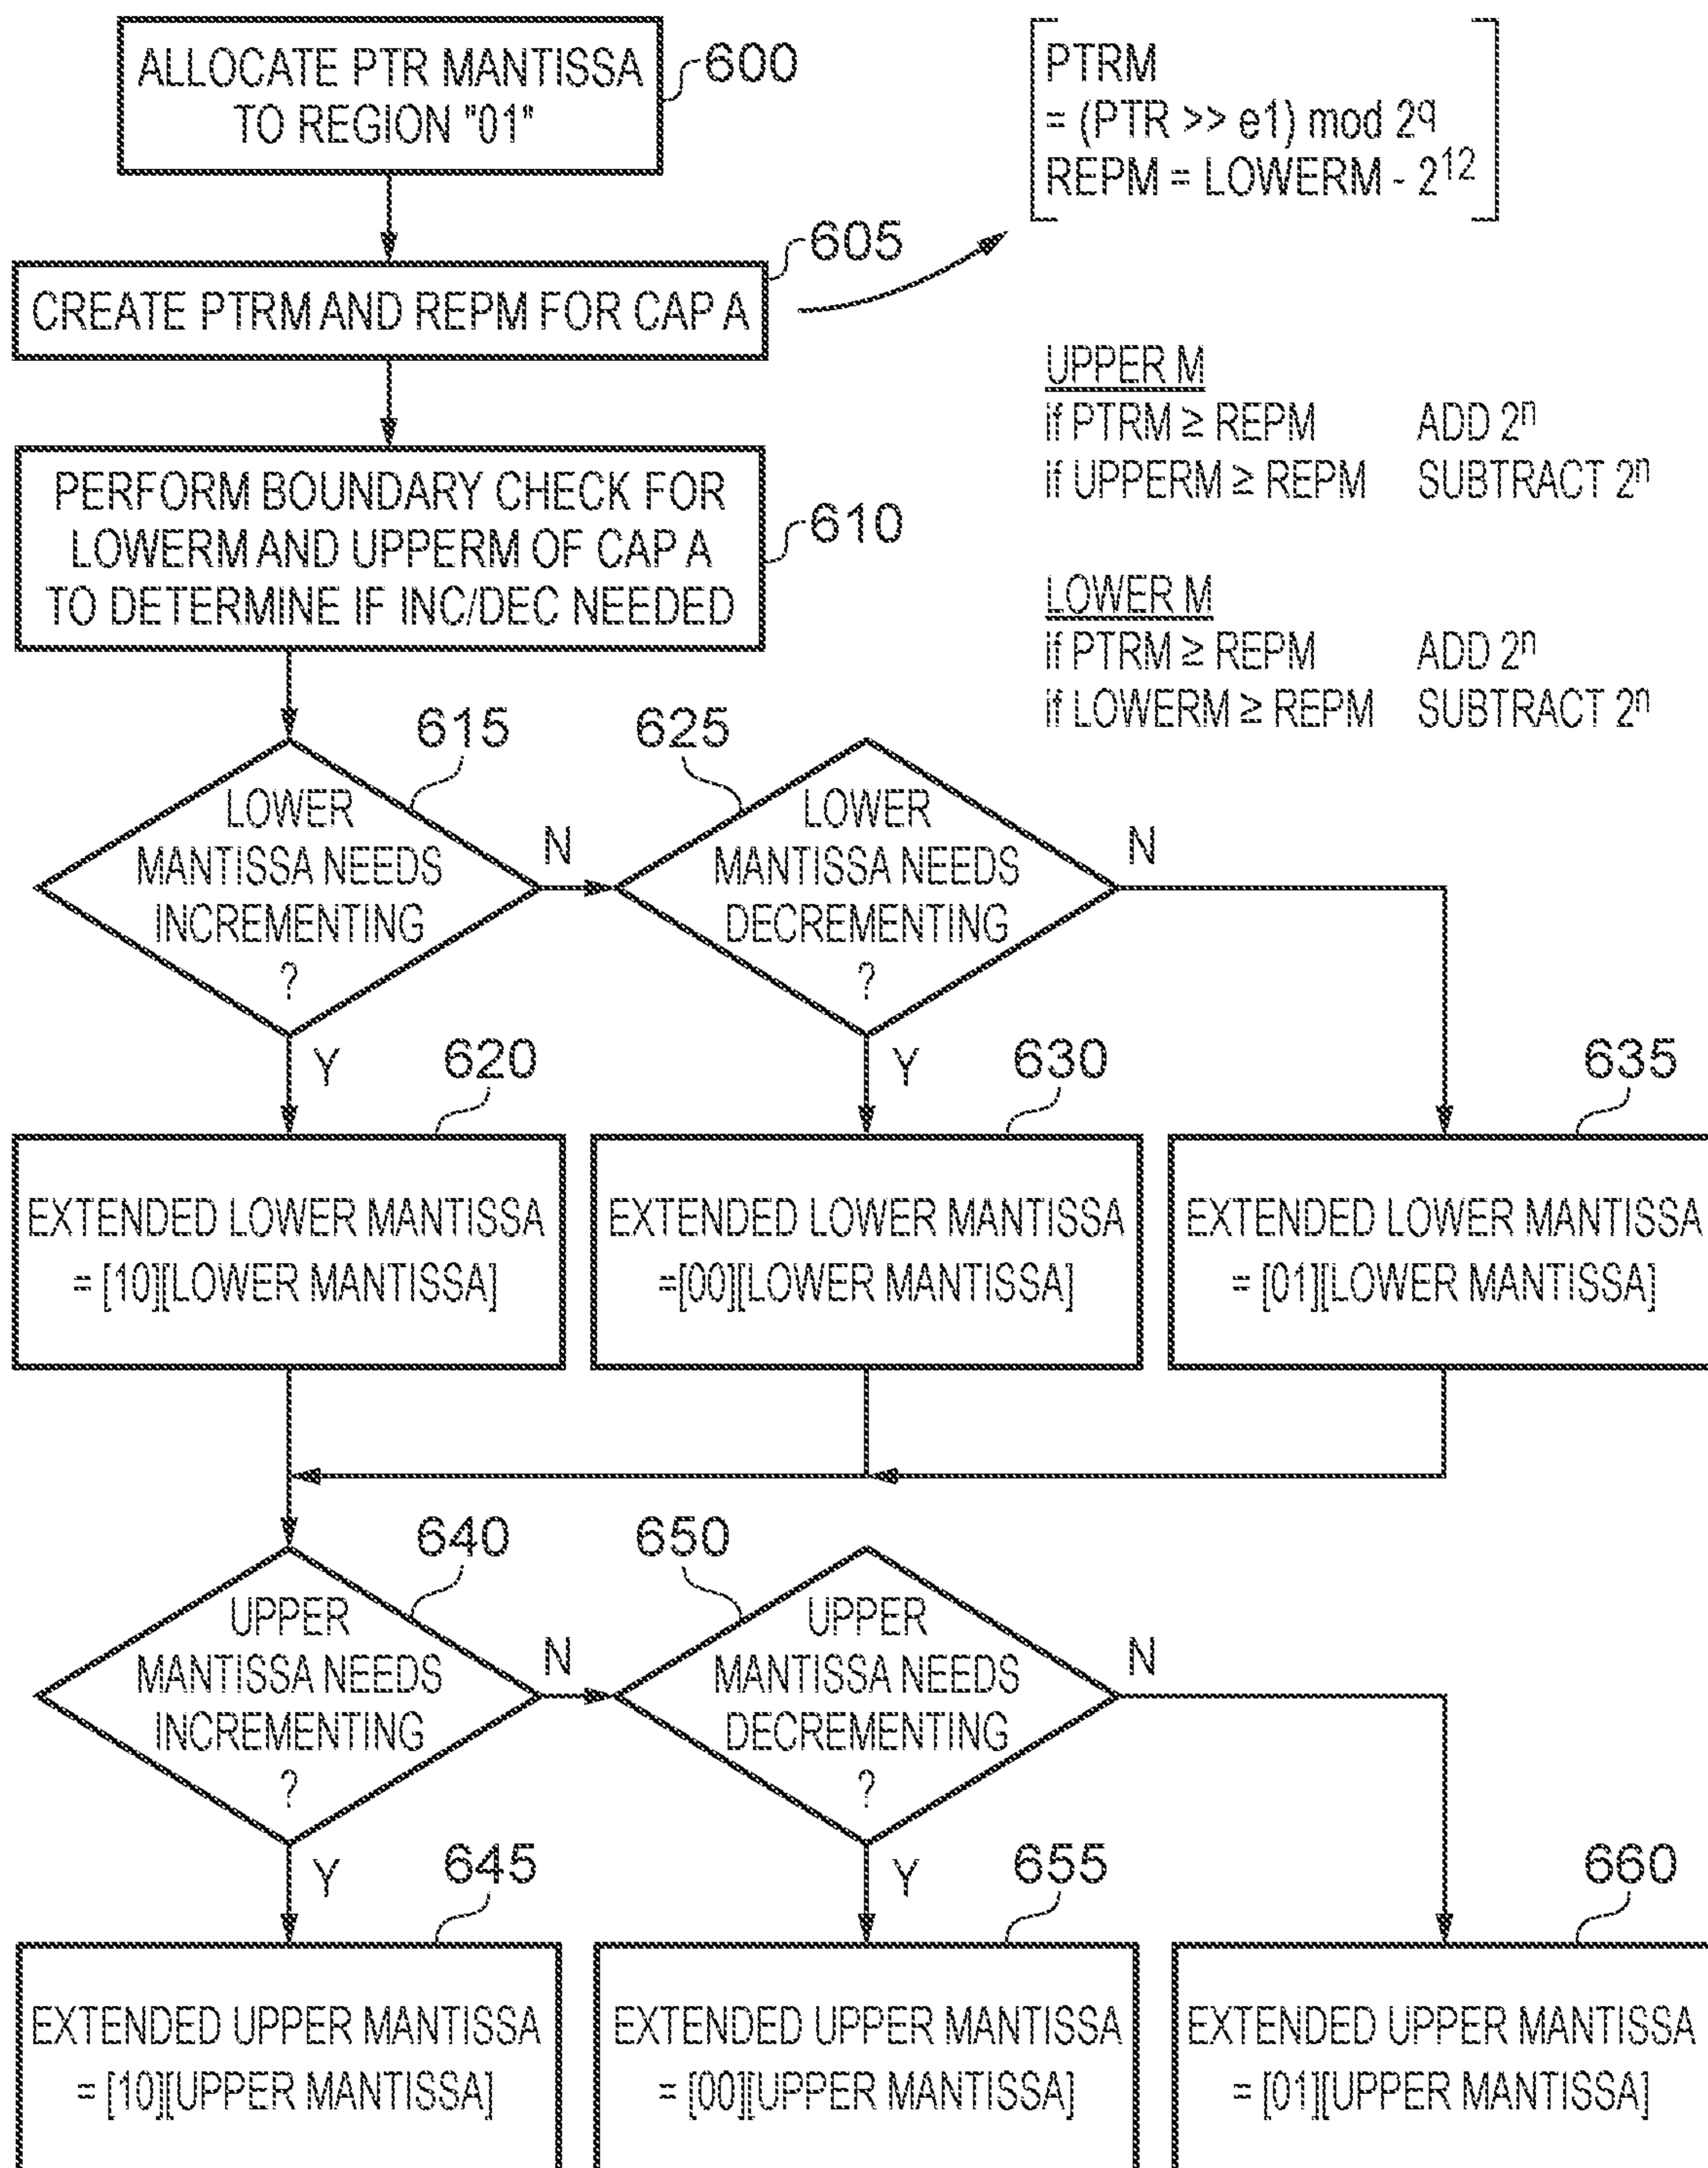 ALLOCATE PTR MANTISSA
TO REGION "01"
600
PTRM
= (PTR >> e1) mod 2q
REPM = LOWERM - 2^12
605
CREATE PTRM AND REPM FOR CAP A
UPPER M
if PTRM ≥ REPM ADD 2^n
if UPPERM ≥ REPM SUBTRACT 2^n
PERFORM BOUNDARY CHECK FOR
LOWERM AND UPPERM OF CAP A
TO DETERMINE IF INC/DEC NEEDED
610
LOWER M
if PTRM ≥ REPM ADD 2^n
if LOWERM ≥ REPM SUBTRACT 2^n
615
LOWER
MANTISSA NEEDS
INCREMENTING
?
N
Y
625
LOWER
MANTISSA NEEDS
DECREMENTING
?
N
Y
620
EXTENDED LOWER MANTISSA
= [10][LOWER MANTISSA]
630
EXTENDED LOWER MANTISSA
=[00][LOWER MANTISSA]
635
EXTENDED LOWER MANTISSA
= [01][LOWER MANTISSA]
640
UPPER
MANTISSA NEEDS
INCREMENTING
?
N
Y
650
UPPER
MANTISSA NEEDS
DECREMENTING
?
N
Y
645
EXTENDED UPPER MANTISSA
= [10][UPPER MANTISSA]
655
EXTENDED UPPER MANTISSA
= [00][UPPER MANTISSA]
660
EXTENDED UPPER MANTISSA
= [01][UPPER MANTISSA]